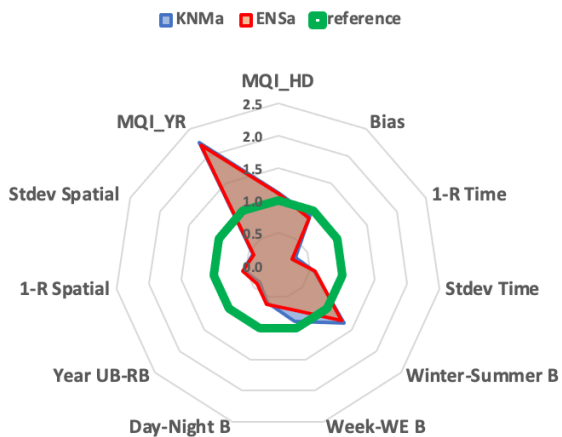 KNMa ENSa reference
MQI_HD
MQI_YR Bias
Stdev Spatial 1-R Time
1-R Spatial Stdev Time
Year UB-RB Winter-Summer B
Day-Night B Week-WE B
2.5
2.0
1.5
1.0
0.5
0.0